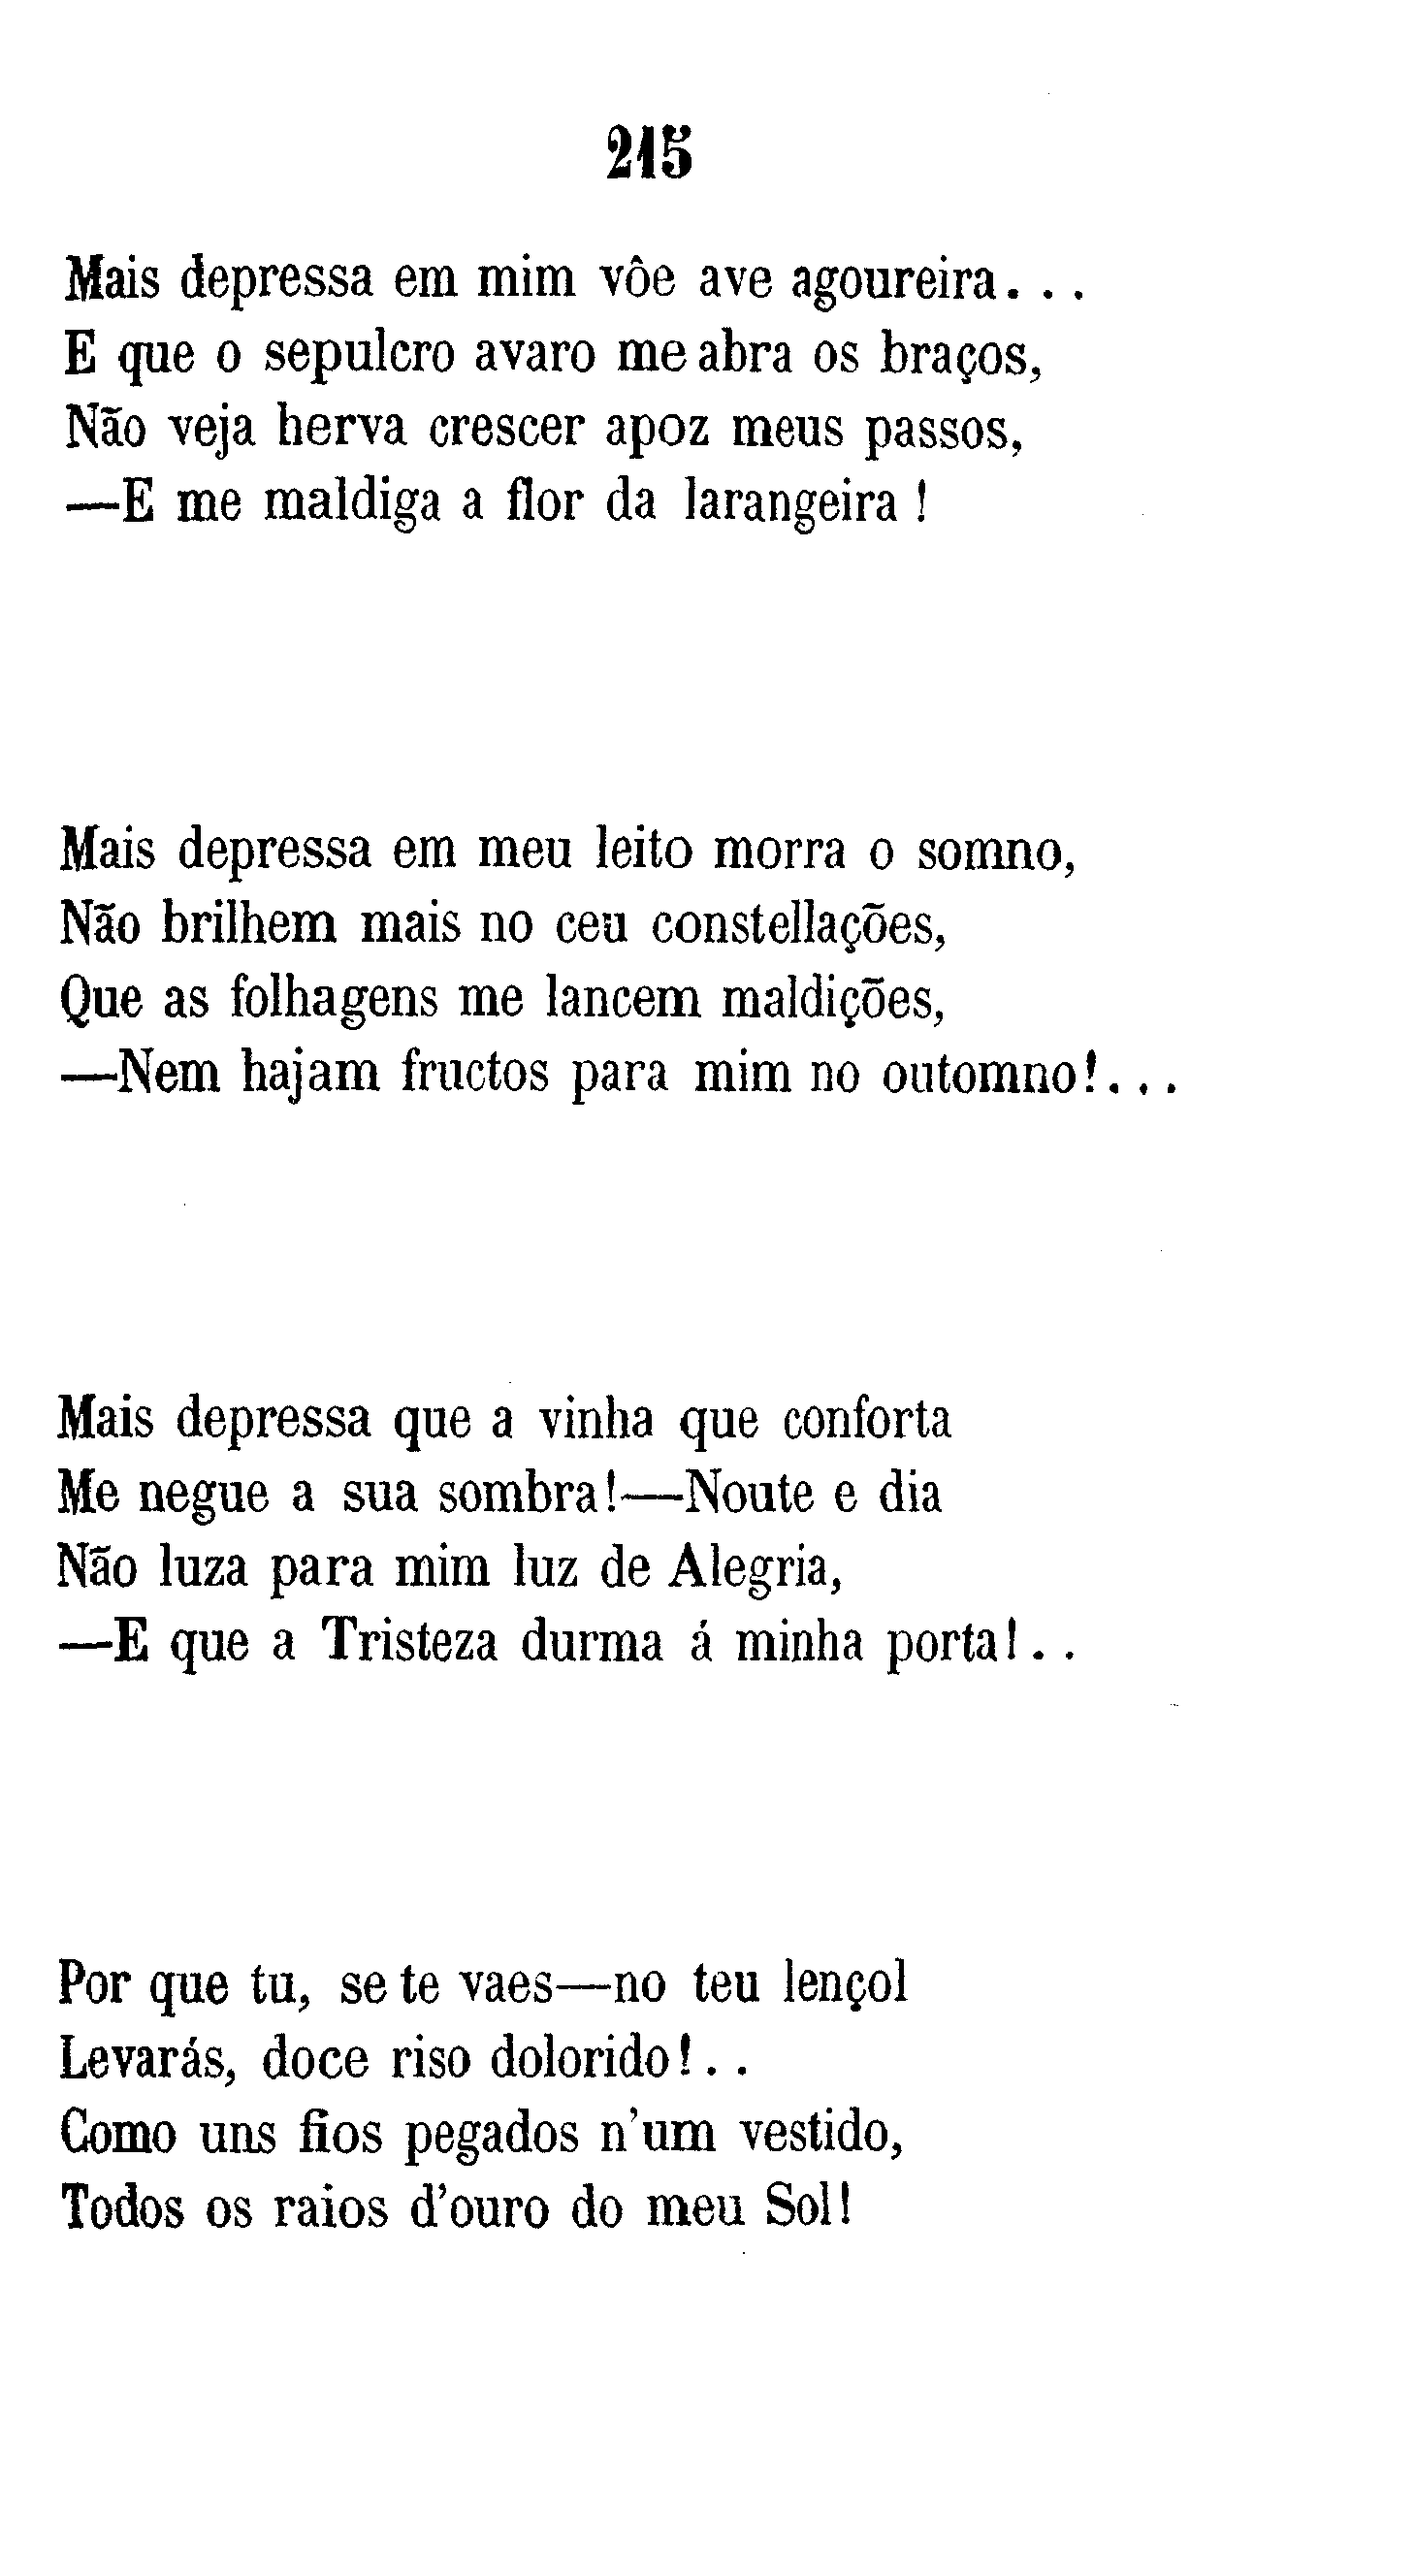 215
Mais depressa em mim vôe ave agoureira...
E que o sepulcro avaro me abra os braços,
Não veja herva crescer apoz meus passos,
—E me maldiga a flor da larangeira!
Mais depressa em meu leito morra o somno,
Não brilhem mais no ceu constellações,
Que as folhagens me lancem maldições,
—Nem hajam fructos para mim no outomno!...
Mais depressa que a vinha que conforta
Me negue a sua sombra!—Noute e dia
Não luza para mim luz de Alegria,
—E que a Tristeza durma á minha porta!..
Por que tu, se te vaes—no teu lençol
Levarás, doce riso dolorido!..
Como uns fios pegados n'um vestido,
Todos os raios d'ouro do meu Sol!